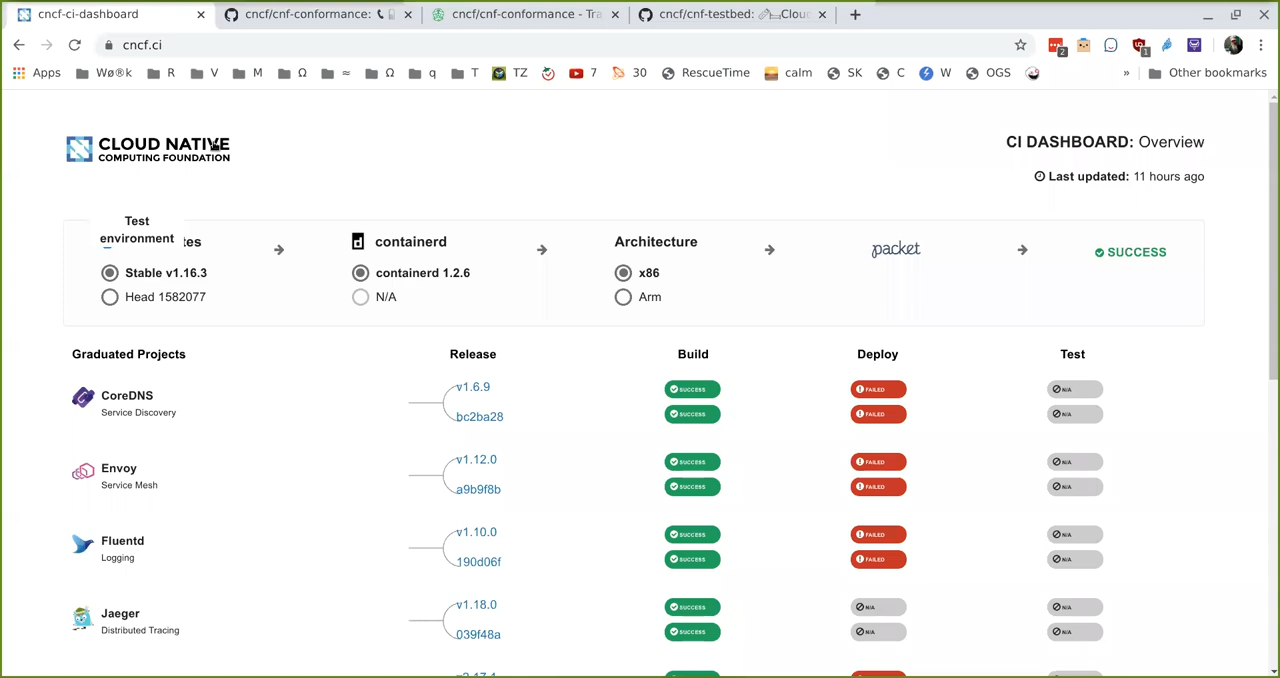 cncf-ci-dashboard
cncf/cnf-conformance:
cncf/cnf-conformance - Tra
cncf/cnf-testbed:
Clou
cncf.ci
2
1
Apps
Wø®k
R
V
M
Ω
≈
Ω
q
T
TZ
7
30
RescueTime
calm
SK
C
W
OGS
»
Other bookmarks
CLOUD NATIVE
COMPUTING FOUNDATION
CI DASHBOARD: Overview
Last updated: 11 hours ago
Test
environment
tes
containerd
Architecture
packet
SUCCESS
Stable v1.16.3
containerd 1.2.6
x86
Head 1582077
N/A
Arm
Graduated Projects
Release
Build
Deploy
Test
CoreDNS
Service Discovery
v1.6.9
SUCCESS
FAILED
N/A
bc2ba28
SUCCESS
FAILED
N/A
Envoy
Service Mesh
v1.12.0
SUCCESS
FAILED
N/A
a9b9f8b
SUCCESS
FAILED
N/A
Fluentd
Logging
v1.10.0
SUCCESS
FAILED
N/A
190d06f
SUCCESS
FAILED
N/A
Jaeger
Distributed Tracing
v1.18.0
SUCCESS
N/A
N/A
039f48a
SUCCESS
N/A
N/A